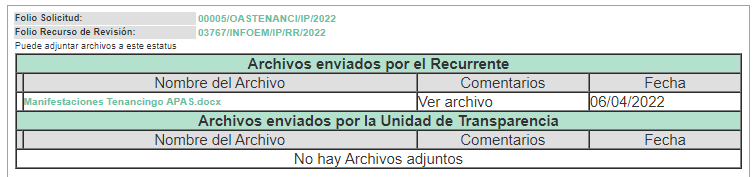 Folio Solicitud: 00005/OASTENANCI/IP/2022
Folio Recurso de Revisión: 03767/INFOEM/IP/RR/2022
Puede adjuntar archivos a este estatus
Archivos enviados por el Recurrente
Nombre del Archivo Comentarios Fecha
Manifestaciones Tenancingo APAS.docx Ver archivo 06/04/2022
Archivos enviados por la Unidad de Transparencia
Nombre del Archivo Comentarios Fecha
No hay Archivos adjuntos